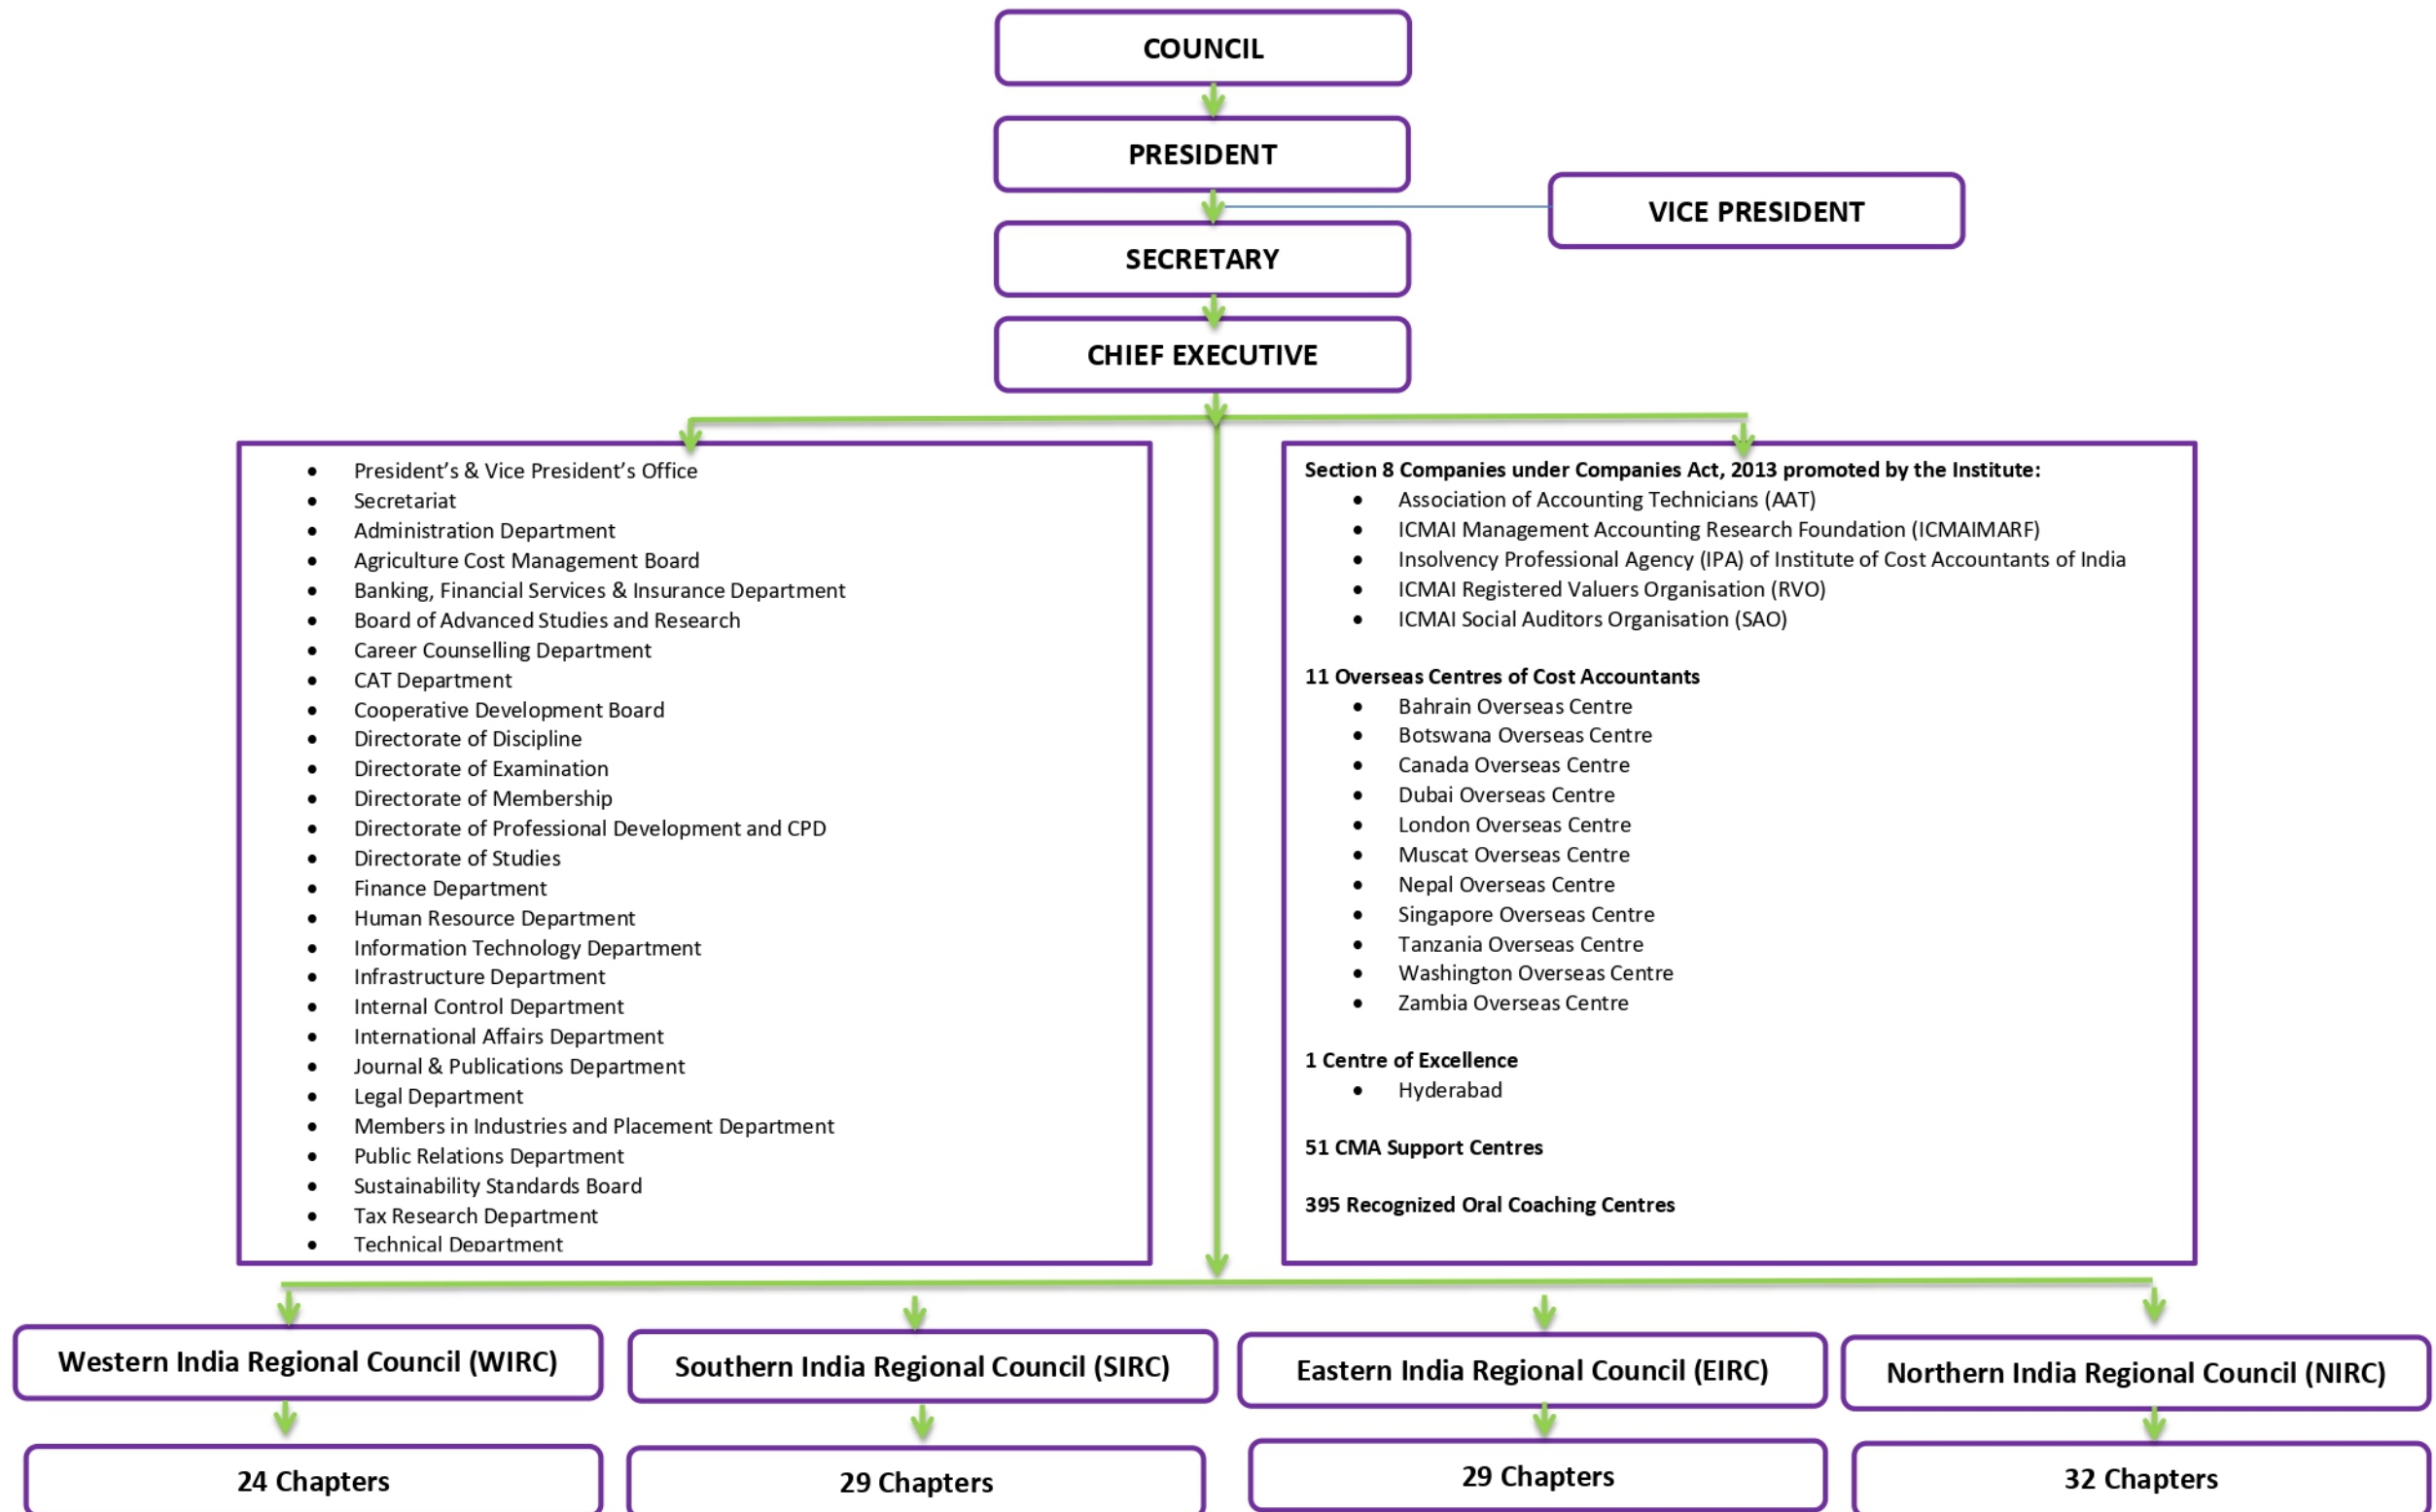 COUNCIL
PRESIDENT
VICE PRESIDENT
SECRETARY
CHIEF EXECUTIVE
• President’s & Vice President’s Office
• Secretariat
• Administration Department
• Agriculture Cost Management Board
• Banking, Financial Services & Insurance Department
• Board of Advanced Studies and Research
• Career Counselling Department
• CAT Department
• Cooperative Development Board
• Directorate of Discipline
• Directorate of Examination
• Directorate of Membership
• Directorate of Professional Development and CPD
• Directorate of Studies
• Finance Department
• Human Resource Department
• Information Technology Department
• Infrastructure Department
• Internal Control Department
• International Affairs Department
• Journal & Publications Department
• Legal Department
• Members in Industries and Placement Department
• Public Relations Department
• Sustainability Standards Board
• Tax Research Department
• Technical Department
Section 8 Companies under Companies Act, 2013 promoted by the Institute:
• Association of Accounting Technicians (AAT)
• ICMAI Management Accounting Research Foundation (ICMAIMARF)
• Insolvency Professional Agency (IPA) of Institute of Cost Accountants of India
• ICMAI Registered Valuers Organisation (RVO)
• ICMAI Social Auditors Organisation (SAO)
11 Overseas Centres of Cost Accountants
• Bahrain Overseas Centre
• Botswana Overseas Centre
• Canada Overseas Centre
• Dubai Overseas Centre
• London Overseas Centre
• Muscat Overseas Centre
• Nepal Overseas Centre
• Singapore Overseas Centre
• Tanzania Overseas Centre
• Washington Overseas Centre
• Zambia Overseas Centre
1 Centre of Excellence
• Hyderabad
51 CMA Support Centres
395 Recognized Oral Coaching Centres
Western India Regional Council (WIRC)
Southern India Regional Council (SIRC)
Eastern India Regional Council (EIRC)
Northern India Regional Council (NIRC)
24 Chapters
29 Chapters
29 Chapters
32 Chapters